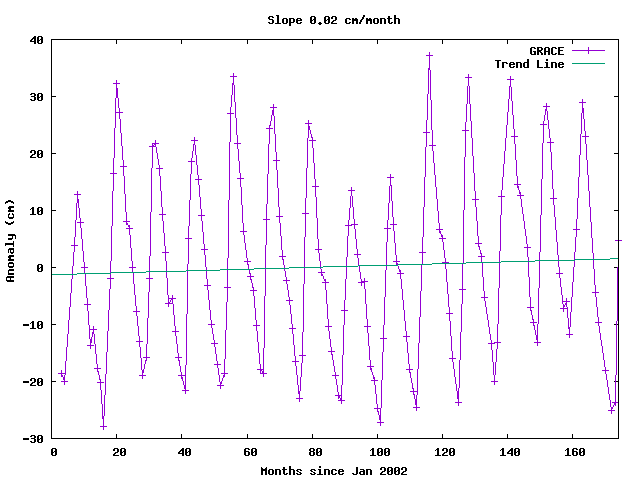 Slope 0.02 cm/month
GRACE
Trend Line
Anomaly (cm)
40
30
20
10
0
-10
-20
-30
0 20 40 60 80 100 120 140 160
Months since Jan 2002